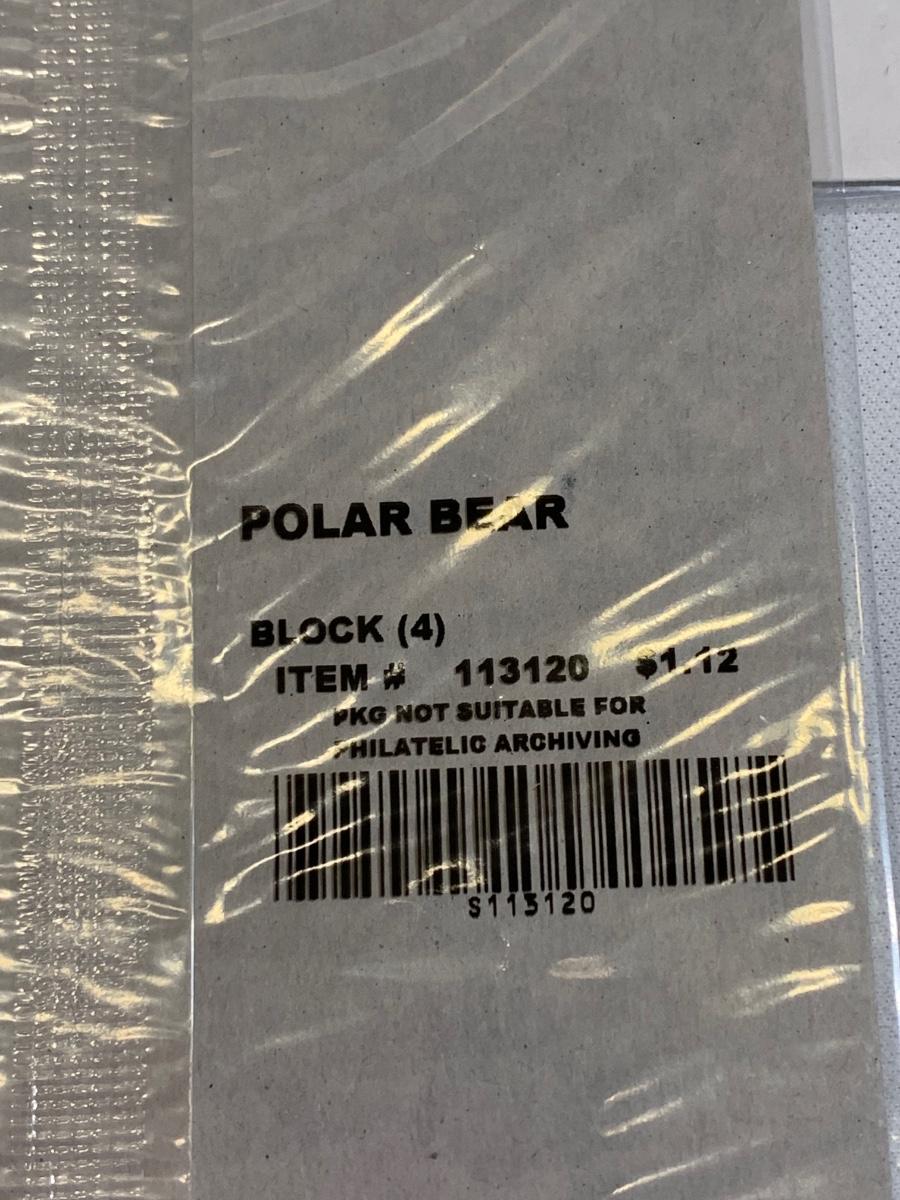 POLAR BEAR
BLOCK (4)
ITEM # 113120 $1.12
PKG NOT SUITABLE FOR
PHILATELIC ARCHIVING
S113120